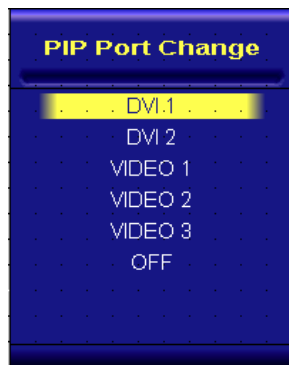 PIP Port Change
DVI 1
DVI 2
VIDEO 1
VIDEO 2
VIDEO 3
OFF